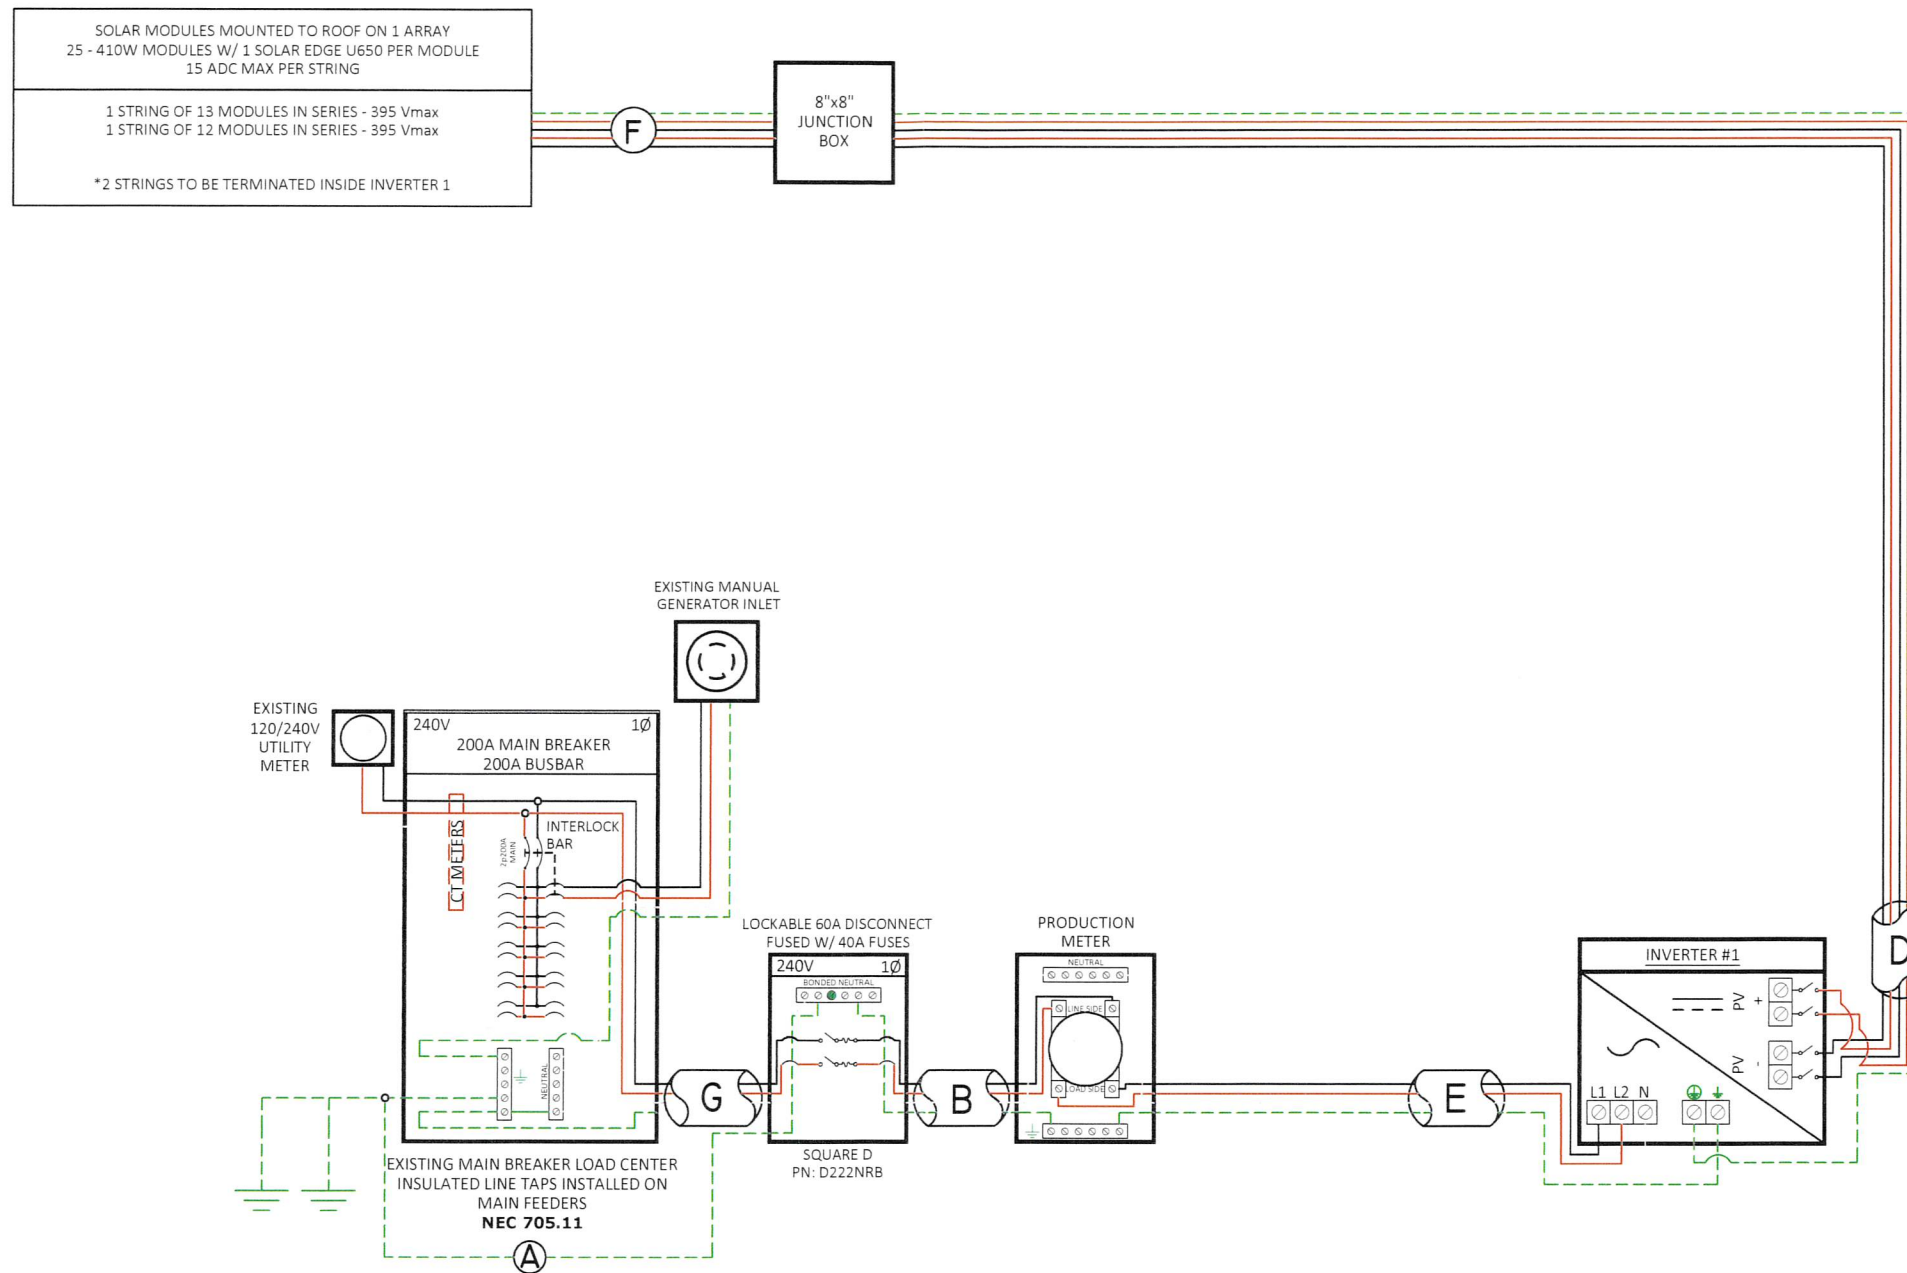 SOLAR MODULES MOUNTED TO ROOF ON 1 ARRAY
25 - 410W MODULES W/ 1 SOLAR EDGE U650 PER MODULE
15 ADC MAX PER STRING
1 STRING OF 13 MODULES IN SERIES - 395 Vmax
1 STRING OF 12 MODULES IN SERIES - 395 Vmax
*2 STRINGS TO BE TERMINATED INSIDE INVERTER 1
F
8"x8"
JUNCTION
BOX
EXISTING MANUAL
GENERATOR INLET
EXISTING
120/240V
UTILITY
METER
240V 1Ø
200A MAIN BREAKER
200A BUSBAR
CT METERS
INTERLOCK
BAR
2p200A
MAIN
NEUTRAL
G
LOCKABLE 60A DISCONNECT
FUSED W/ 40A FUSES
240V 1Ø
BONDED NEUTRAL
SQUARE D
PN: D222NRB
B
PRODUCTION
METER
NEUTRAL
LINE SIDE
LOAD SIDE
E
INVERTER #1
PV +
PV -
L1 L2 N
D
EXISTING MAIN BREAKER LOAD CENTER
INSULATED LINE TAPS INSTALLED ON
MAIN FEEDERS
NEC 705.11
A